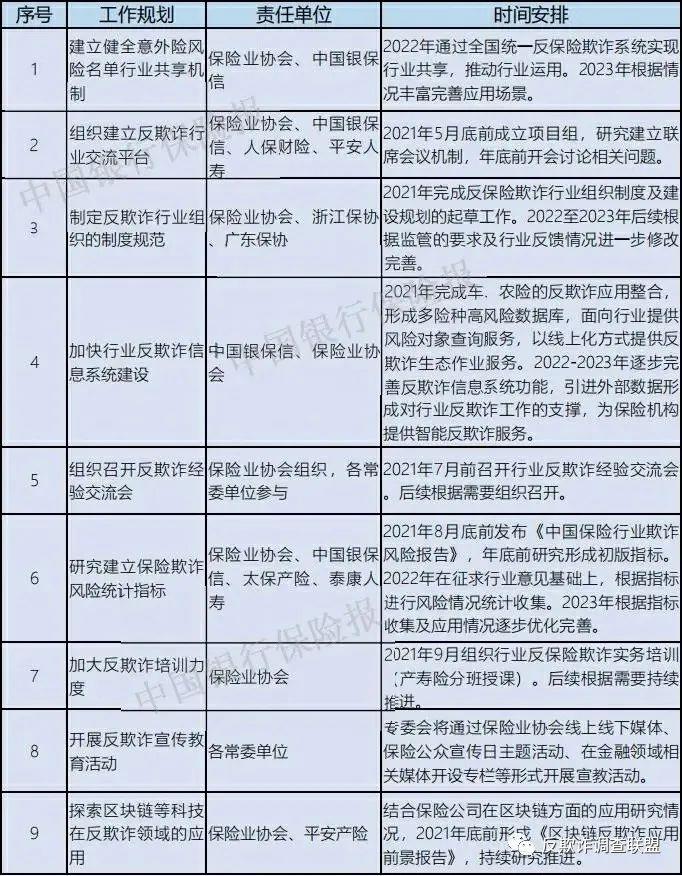 序号 工作规划 责任单位 时间安排
1
建立健全意外险风
险名单行业共享机
制
保险业协会、中国银保
信
2022年通过全国统一反保险欺诈系统实现
行业共享，推动行业运用。2023年根据情
况丰富完善应用场景。
2
组织建立反欺诈行
业交流平台
保险业协会、中国银保
信、人保财险、平安人
寿
2021年5月底前成立项目组，研究建立联
席会议机制，年底前开会讨论相关问题。
3
制定反欺诈行业组
织的制度规范
保险业协会、浙江保协
、广东保协
2021年完成反保险欺诈行业组织制度及建
设规划的起草工作。2022至2023年后续根
据监管的要求及行业反馈情况进一步修改
完善。
4
加快行业反欺诈信
息系统建设
中国银保信、保险业协
会
2021年完成车、农险的反欺诈应用整合，
形成多险种高风险数据库，面向行业提供
风险对象查询服务，以线上化方式提供反
欺诈生态作业服务。2022-2023年逐步完
善反欺诈信息系统功能，引进外部数据形
成对行业反欺诈工作的支撑，为保险机构
提供智能反欺诈服务。
5
组织召开反欺诈经
验交流会
保险业协会组织，各常
委单位参与
2021年7月前召开行业反欺诈经验交流会
。后续根据需要组织召开。
6
研究建立保险欺诈
风险统计指标
保险业协会、中国银保
信、太保产险、泰康人
寿
2021年8月底前发布《中国保险行业欺诈
风险报告》，年底前研究形成初版指标。
2022年在征求行业意见基础上，根据指标
进行风险情况统计收集。2023年根据指标
收集及应用情况逐步优化完善。
7
加大反欺诈培训力
度
保险业协会
2021年9月组织行业反保险欺诈实务培训
（产寿险分班授课）。后续根据需要持续
推进。
8
开展反欺诈宣传教
育活动
各常委单位
专委会将通过保险业协会线上线下媒体、
保险公众宣传日主题活动、在金融领域相
关媒体开设专栏等形式开展宣教活动。
9
探索区块链等科技
在反欺诈领域的应
用
保险业协会、平安产险
结合保险公司在区块链方面的应用研究情
况，2021年底前形成《区块链反欺诈应用
前景报告》，持续研究推进。
中国银行保险报
中国银行保险报
中国银行保险报
反欺诈调查联盟